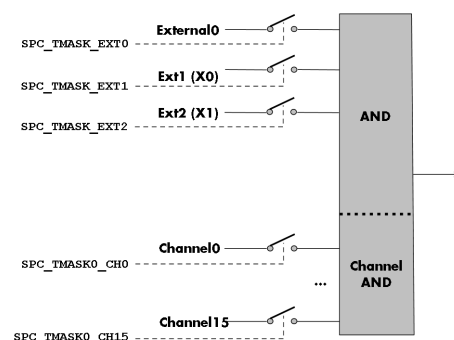 External0
SPC_TMASK_EXT0
Ext1 (X0)
SPC_TMASK_EXT1
Ext2 (X1)
SPC_TMASK_EXT2
AND
Channel0
SPC_TMASK0_CH0
Channel
AND
...
Channel15
SPC_TMASK0_CH15